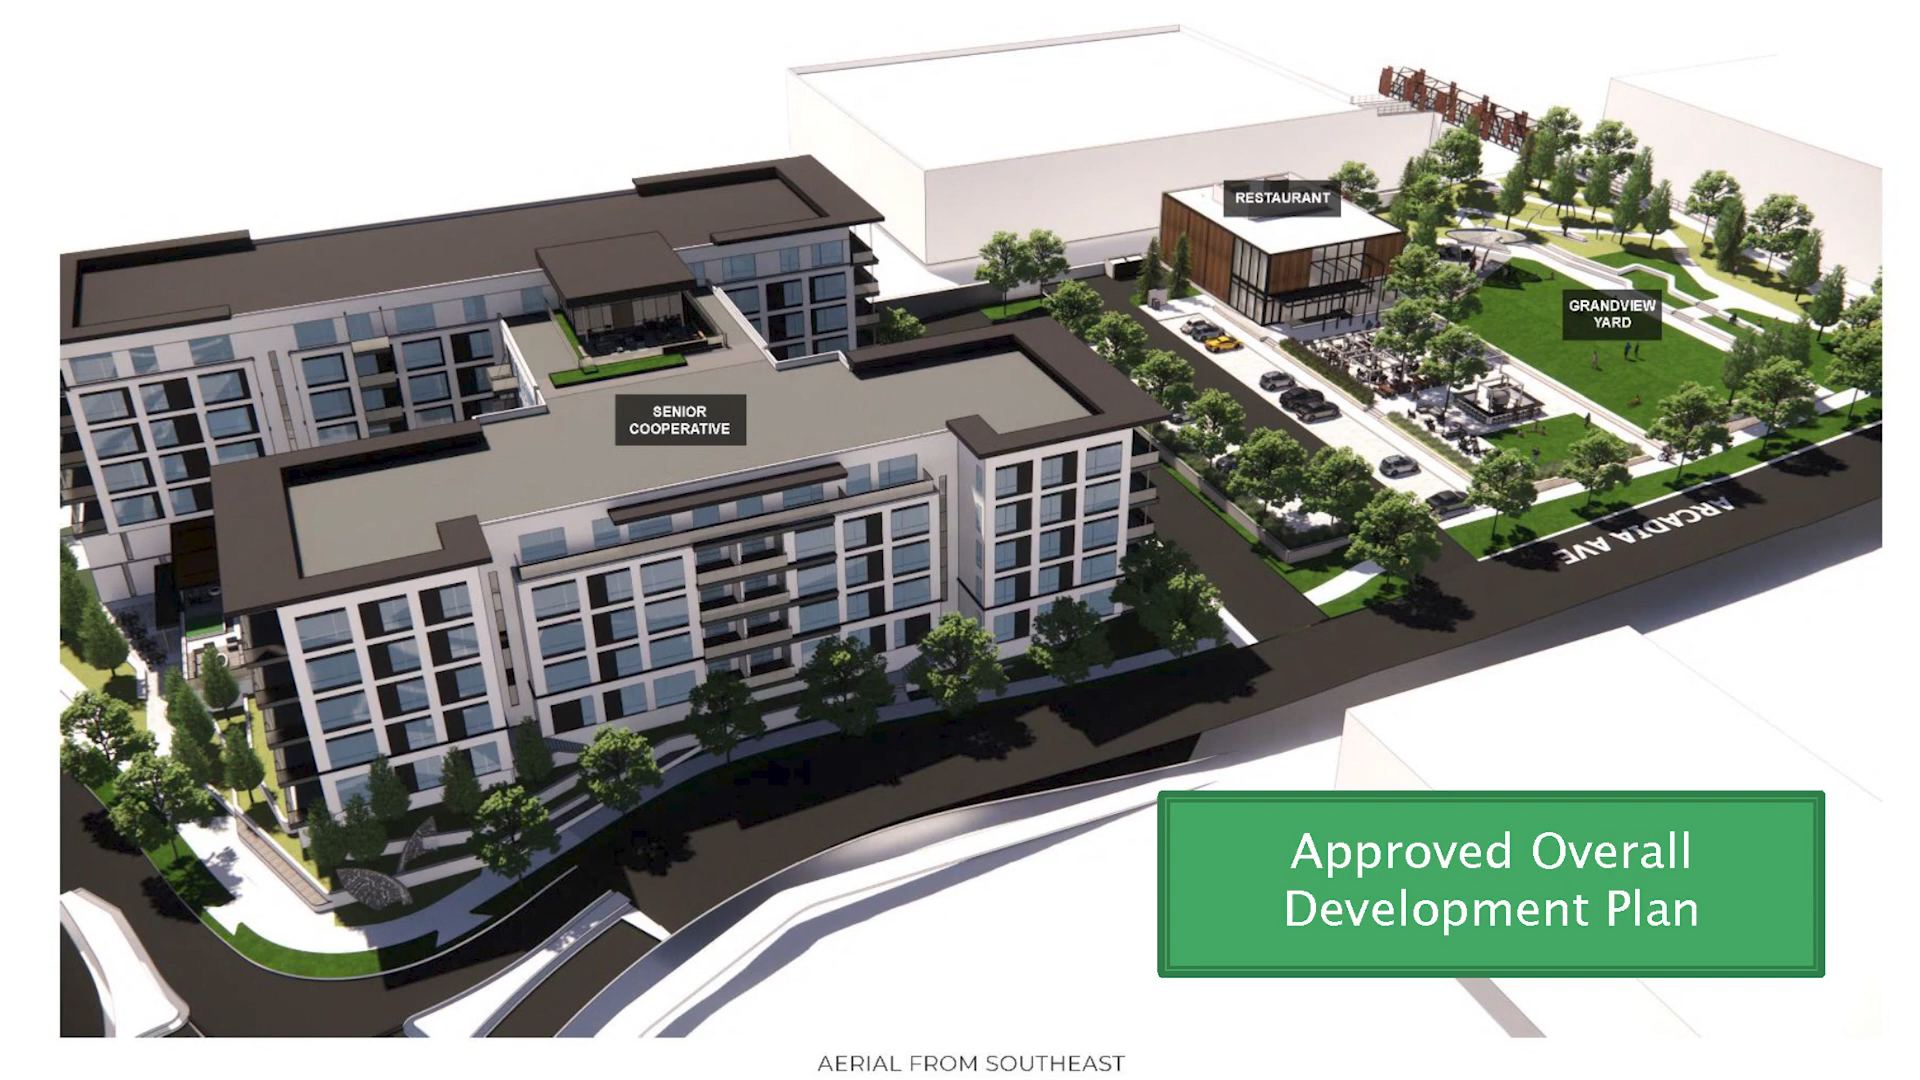 RESTAURANT
GRANDVIEW
YARD
SENIOR
COOPERATIVE
ARCADIA AVE
Approved Overall
Development Plan
AERIAL FROM SOUTHEAST